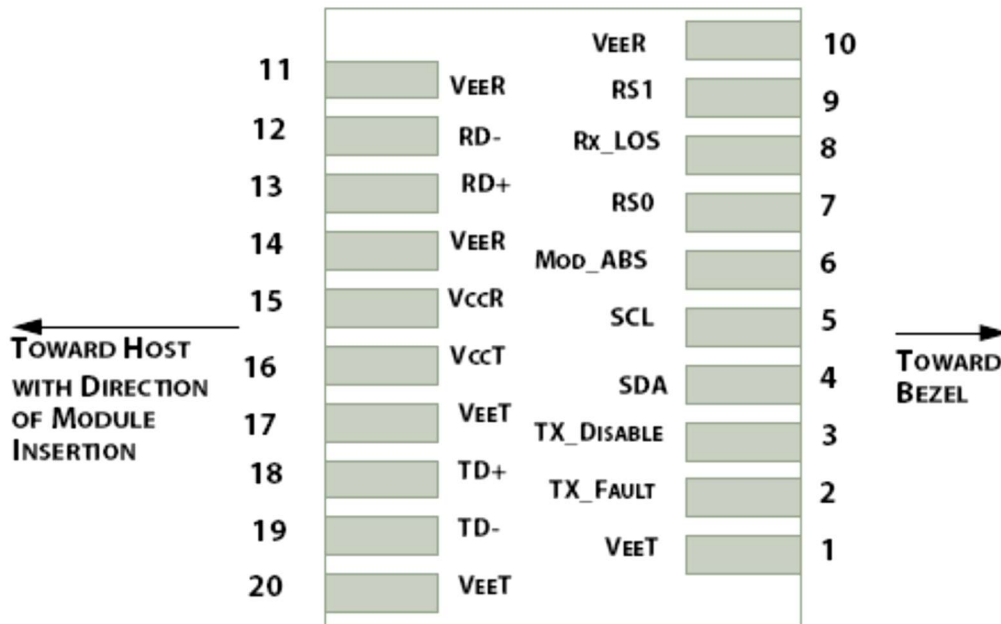 11 VEER
12 RD-
13 RD+
14 VEER
15 VCCR
16 VCCT
17 VEET
18 TD+
19 TD-
20 VEET
VEER 10
RS1 9
RX_LOS 8
RS0 7
MOD_ABS 6
SCL 5
SDA 4
TX_DISABLE 3
TX_FAULT 2
VEET 1
TOWARD HOST
WITH DIRECTION
OF MODULE
INSERTION
TOWARD
BEZEL